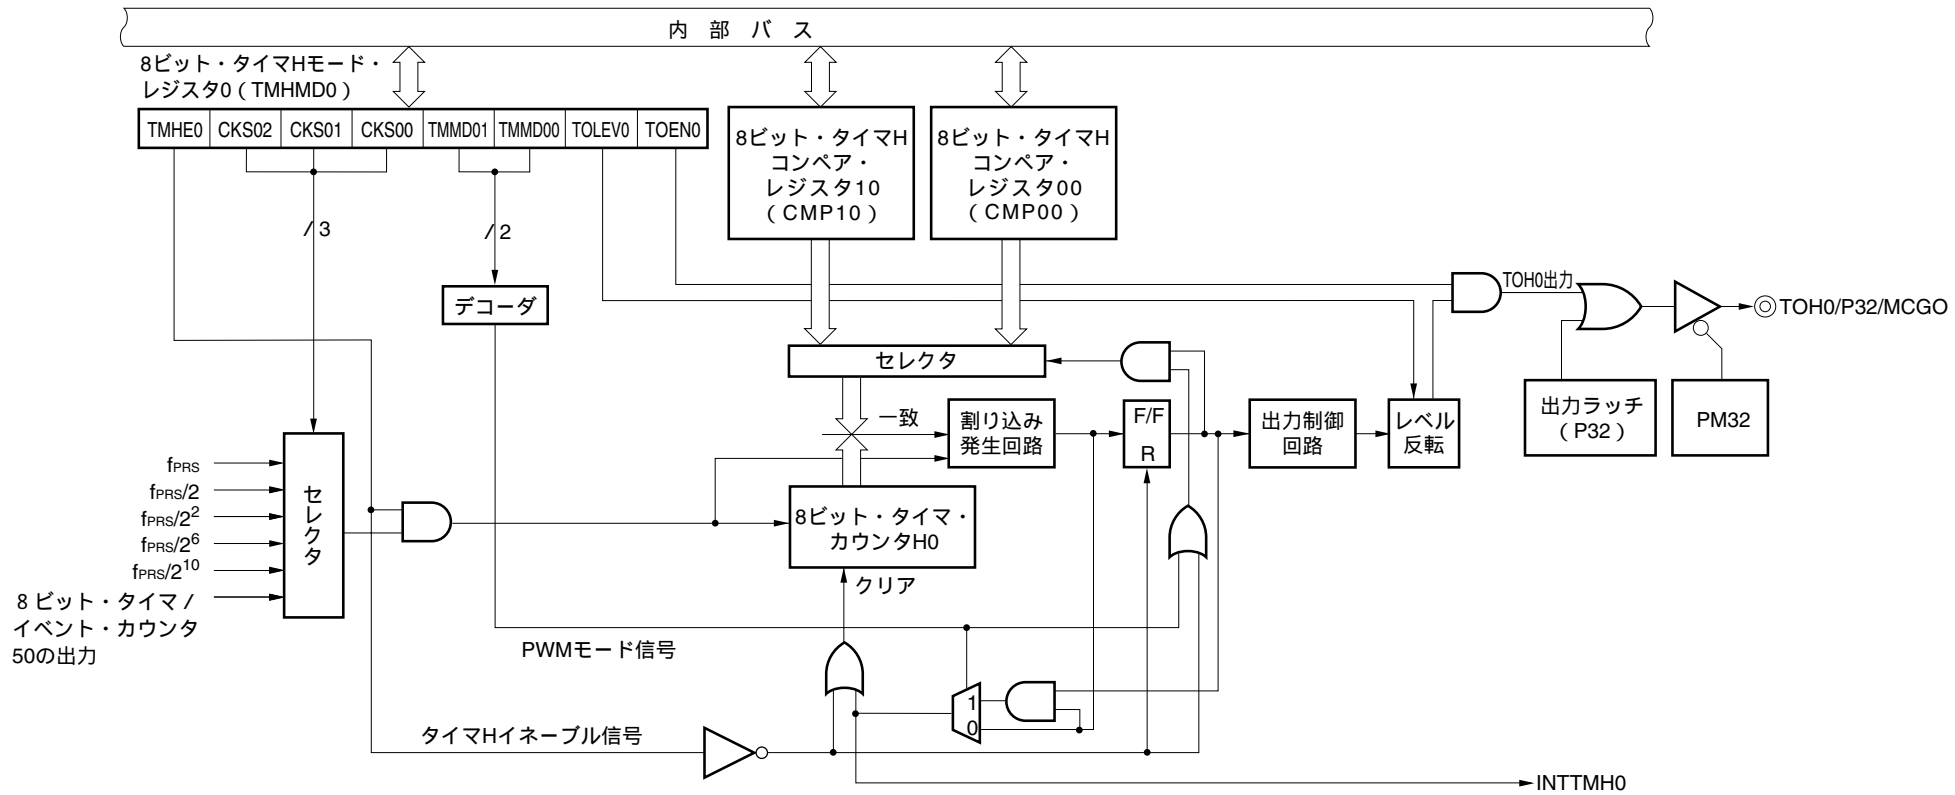 内 部 バ ス
8ビット・タイマHモード・
レジスタ0（TMHMD0）
TMHE0 CKS02 CKS01 CKS00 TMMD01 TMMD00 TOLEV0 TOEN0
8ビット・タイマH
コンペア・
レジスタ10
（CMP10）
8ビット・タイマH
コンペア・
レジスタ00
（CMP00）
/ 3
/ 2
デコーダ
TOH0出力
TOH0/P32/MCGO
セレクタ
一致
割り込み
発生回路
F/F
R
出力制御
回路
レベル
反転
出力ラッチ
（P32）
PM32
fPRS
fPRS/2
fPRS/2²
fPRS/2⁶
fPRS/2¹⁰
8 ビット・タイマ /
イベント・カウンタ
50の出力
セレクタ
8ビット・タイマ・
カウンタH0
クリア
PWMモード信号
1
0
タイマHイネーブル信号
INTTMH0